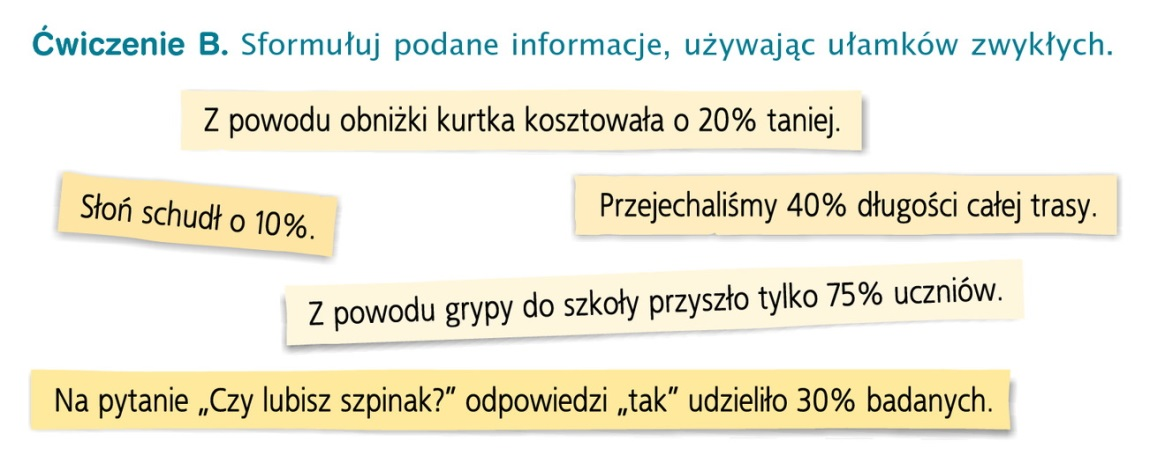 Ćwiczenie B. Sformułuj podane informacje, używając ułamków zwykłych.
Z powodu obniżki kurtka kosztowała o 20% taniej.
Słoń schudł o 10%.
Przejechaliśmy 40% długości całej trasy.
Z powodu grypy do szkoły przyszło tylko 75% uczniów.
Na pytanie „Czy lubisz szpinak?” odpowiedzi „tak” udzieliło 30% badanych.